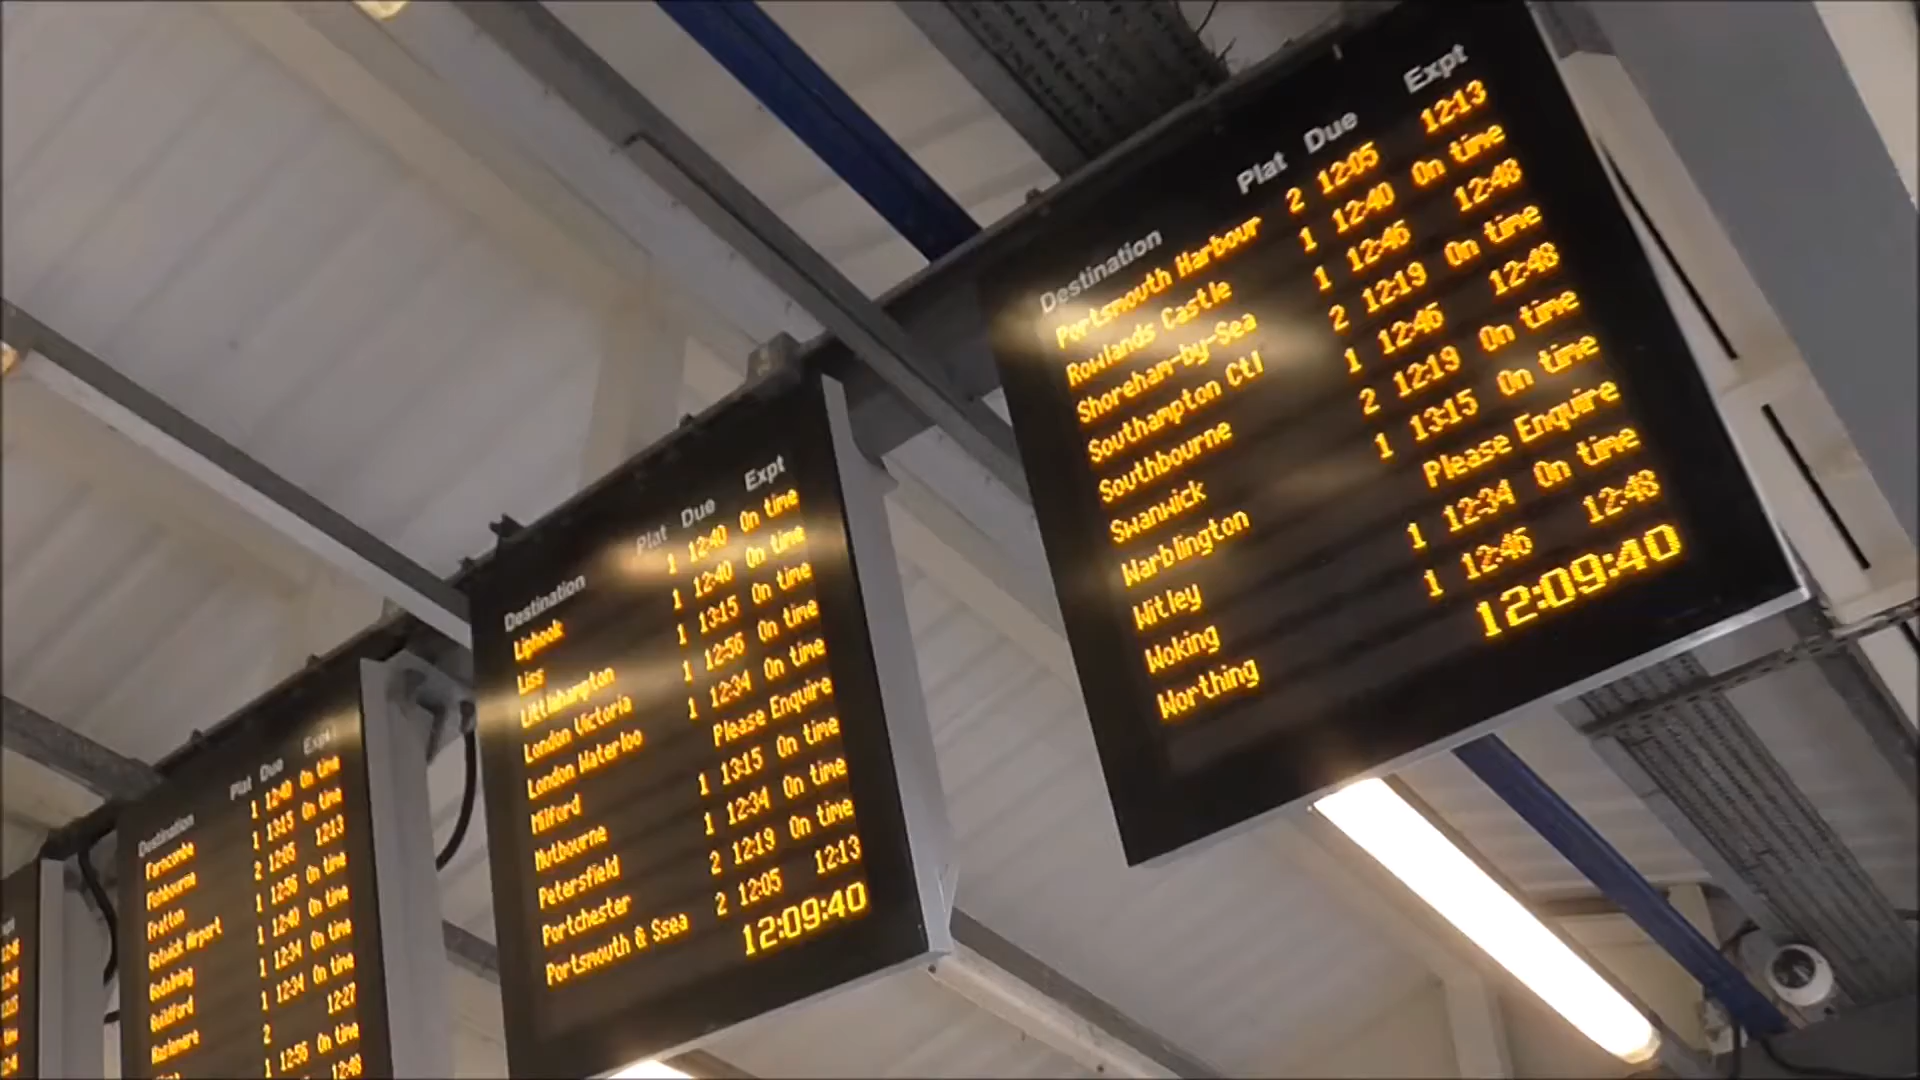 Destination Plat Due Expt
Farncombe 1 12:40 On time
Fishbourne 1 13:15 On time
Fratton 2 12:05 12:13
Gatwick Airport 1 12:56 On time
Godalming 1 12:40 On time
Guildford 1 12:34 On time
Haslemere 1 12:34 On time
2 12:27
1 12:56 On time
12:48
Destination Plat Due Expt
Liphook 1 12:40 On time
Liss 1 12:40 On time
Littlehampton 1 13:15 On time
London Victoria 1 12:56 On time
London Waterloo 1 12:34 On time
Milford Please Enquire
Nutbourne 1 13:15 On time
Petersfield 1 12:34 On time
Portchester 2 12:19 On time
Portsmouth & Ssea 2 12:05 12:13
12:09:40
Destination Plat Due Expt
Portsmouth Harbour 2 12:05 12:13
Rowlands Castle 1 12:40 On time
Shoreham-by-Sea 1 12:46 12:48
Southampton Ctl 2 12:19 On time
Southbourne 1 12:46 12:48
Swanwick 2 12:19 On time
Warblington 1 13:15 On time
Witley Please Enquire
Woking 1 12:34 On time
Worthing 1 12:46 12:48
12:09:40